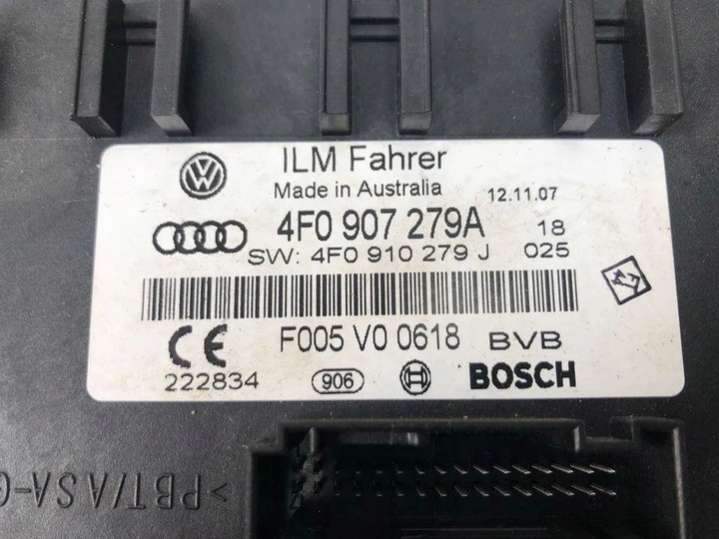 ILM Fahrer
Made in Australia 12.11.07
4F0 907 279A 18
SW: 4F0 910 279 J 025
CE F005 V0 0618 BVB
222834 906 BOSCH
>PBT/ASA-G